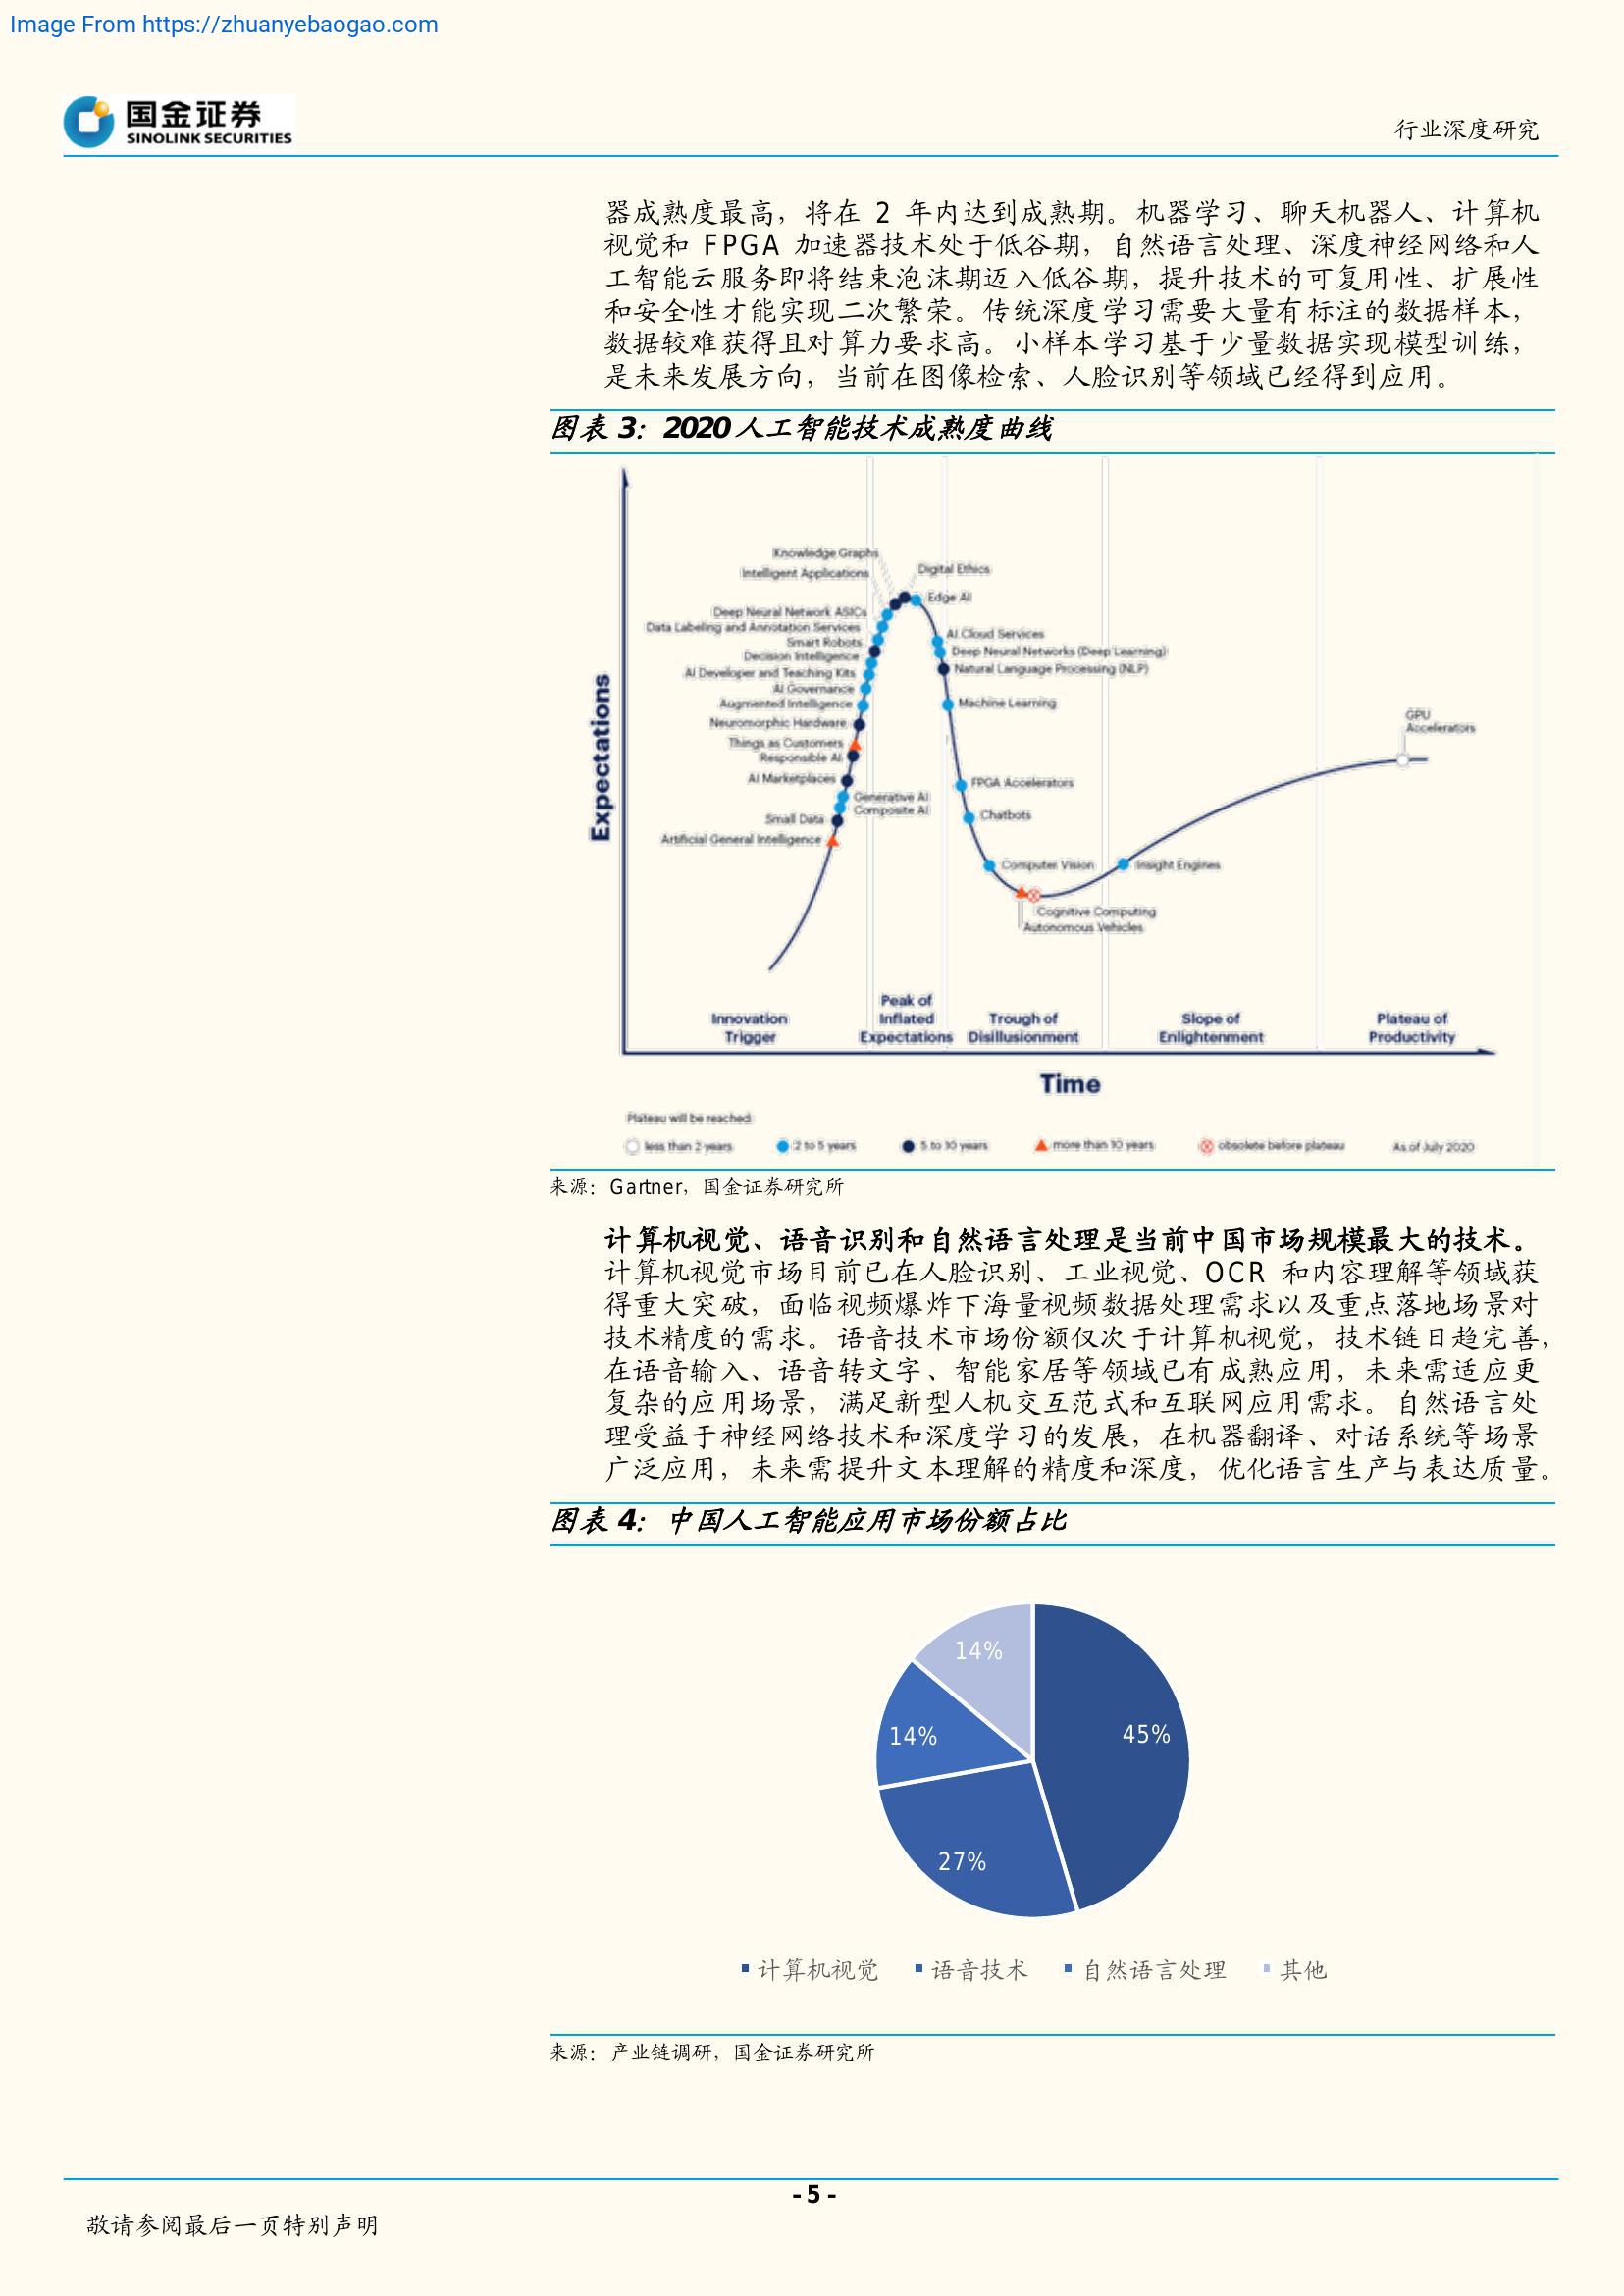 Image From https://zhuanyebaogao.com
国金证券
SINOLINK SECURITIES
行业深度研究
器成熟度最高，将在 2 年内达到成熟期。机器学习、聊天机器人、计算机
视觉和 FPGA 加速器技术处于低谷期，自然语言处理、深度神经网络和人
工智能云服务即将结束泡沫期迈入低谷期，提升技术的可复用性、扩展性
和安全性才能实现二次繁荣。传统深度学习需要大量有标注的数据样本，
数据较难获得且对算力要求高。小样本学习基于少量数据实现模型训练，
是未来发展方向，当前在图像检索、人脸识别等领域已经得到应用。
图表 3：2020 人工智能技术成熟度曲线
Expectations
Knowledge Graphs
Intelligent Applications
Deep Neural Network ASICs
Data Labeling and Annotation Services
Smart Robots
Decision Intelligence
AI Developer and Teaching Kits
AI Governance
Augmented Intelligence
Neuromorphic Hardware
Things as Customers
Responsible AI
AI Marketplaces
Generative AI
Composite AI
Small Data
Artificial General Intelligence
Digital Ethics
Edge AI
AI Cloud Services
Deep Neural Networks (Deep Learning)
Natural Language Processing (NLP)
Machine Learning
FPGA Accelerators
Chatbots
Computer Vision
Cognitive Computing
Autonomous Vehicles
Insight Engines
GPU
Accelerators
Innovation
Trigger
Peak of
Inflated
Expectations
Trough of
Disillusionment
Slope of
Enlightenment
Plateau of
Productivity
Time
Plateau will be reached:
less than 2 years
2 to 5 years
5 to 10 years
more than 10 years
obsolete before plateau
As of July 2020
来源：Gartner，国金证券研究所
计算机视觉、语音识别和自然语言处理是当前中国市场规模最大的技术。
计算机视觉市场目前已在人脸识别、工业视觉、OCR 和内容理解等领域获
得重大突破，面临视频爆炸下海量视频数据处理需求以及重点落地场景对
技术精度的需求。语音技术市场份额仅次于计算机视觉，技术链日趋完善，
在语音输入、语音转文字、智能家居等领域已有成熟应用，未来需适应更
复杂的应用场景，满足新型人机交互范式和互联网应用需求。自然语言处
理受益于神经网络技术和深度学习的发展，在机器翻译、对话系统等场景
广泛应用，未来需提升文本理解的精度和深度，优化语言生产与表达质量。
图表 4：中国人工智能应用市场份额占比
14%
45%
14%
27%
计算机视觉
语音技术
自然语言处理
其他
来源：产业链调研，国金证券研究所
- 5 -
敬请参阅最后一页特别声明